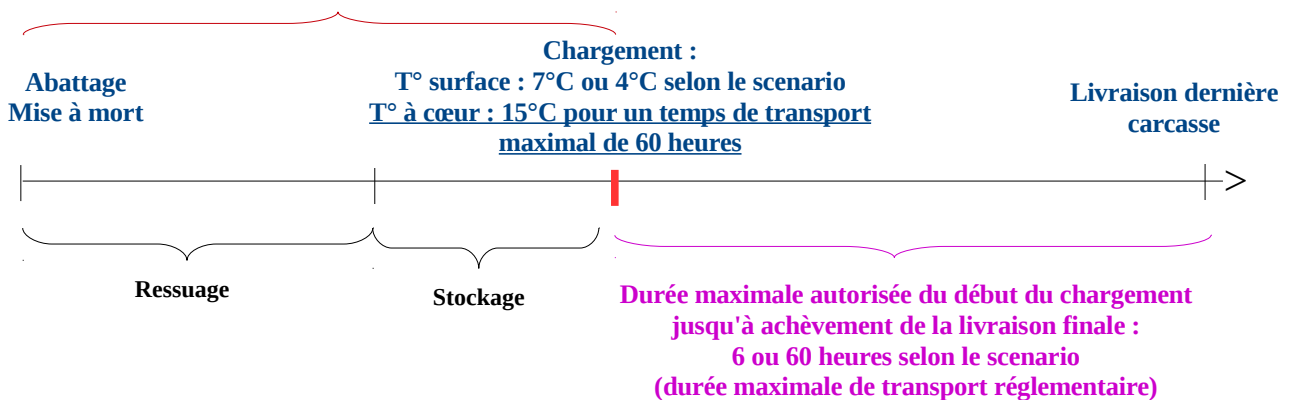 Abattage
Mise à mort
Chargement :
T° surface : 7°C ou 4°C selon le scenario
T° à cœur : 15°C pour un temps de transport
maximal de 60 heures
Livraison dernière
carcasse
Ressuage
Stockage
Durée maximale autorisée du début du chargement
jusqu'à achèvement de la livraison finale :
6 ou 60 heures selon le scenario
(durée maximale de transport réglementaire)